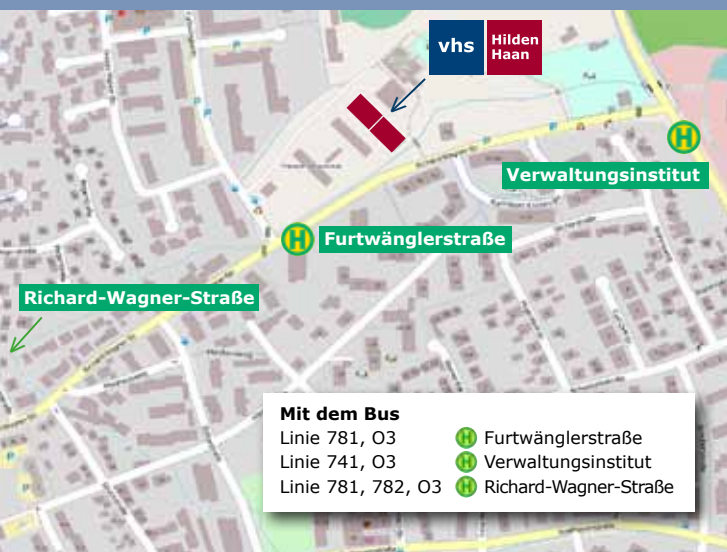 vhs Hilden
Haan
Verwaltungsinstitut
Furtwänglerstraße
Richard-Wagner-Straße
Mit dem Bus
Linie 781, O3 H Furtwänglerstraße
Linie 741, O3 H Verwaltungsinstitut
Linie 781, 782, O3 H Richard-Wagner-Straße